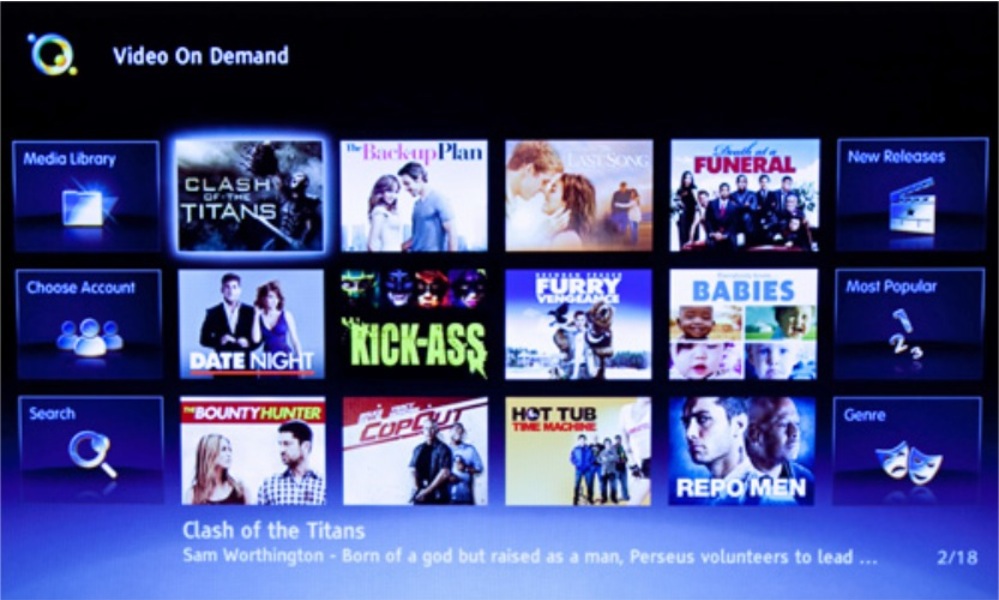 Video On Demand
Media Library
CLASH
OF THE
TITANS
The Back-up Plan
LAST SONG
Death at a
FUNERAL
New Releases
Choose Account
DATE NIGHT
KICK-ASS
FURRY
VENGEANCE
BABIES
Most Popular
1
2
3
Search
THE BOUNTY HUNTER
COP OUT
HOT TUB
TIME MACHINE
REPO MEN
Genre
Clash of the Titans
Sam Worthington - Born of a god but raised as a man, Perseus volunteers to lead ...
2/18